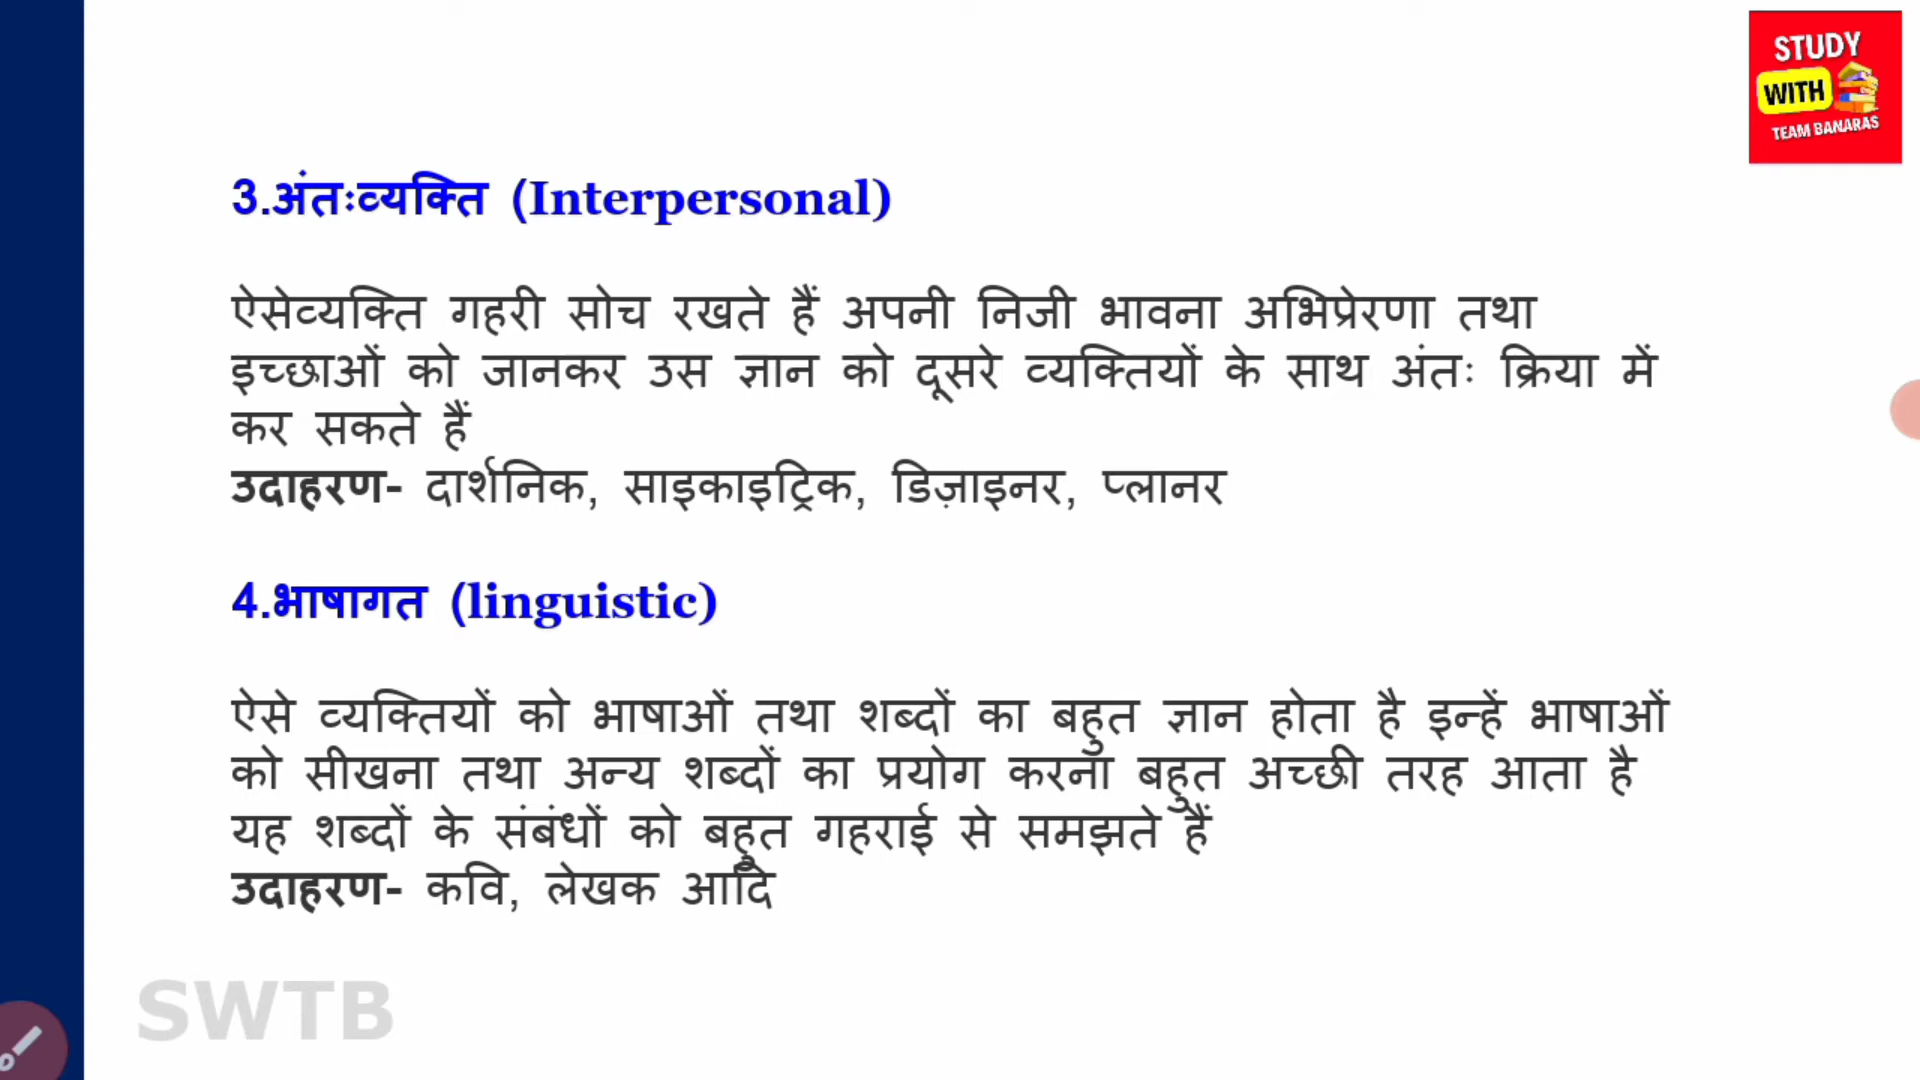 STUDY
WITH
TEAM BANARAS
3.अंतःव्यक्ति (Interpersonal)
ऐसेव्यक्ति गहरी सोच रखते हैं अपनी निजी भावना अभिप्रेरणा तथा
इच्छाओं को जानकर उस ज्ञान को दूसरे व्यक्तियों के साथ अंतः क्रिया में
कर सकते हैं
उदाहरण- दार्शनिक, साइकाइट्रिक, डिज़ाइनर, प्लानर
4.भाषागत (linguistic)
ऐसे व्यक्तियों को भाषाओं तथा शब्दों का बहुत ज्ञान होता है इन्हें भाषाओं
को सीखना तथा अन्य शब्दों का प्रयोग करना बहुत अच्छी तरह आता है
यह शब्दों के संबंधों को बहुत गहराई से समझते हैं
उदाहरण- कवि, लेखक आदि
SWTB